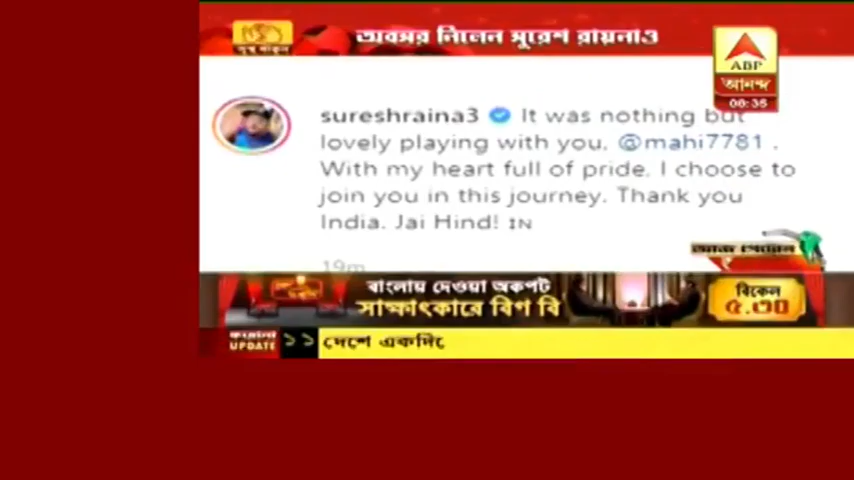 অবসর নিলেন সুরেশ রায়নাও
ABP
আনন্দ
08:35
sureshraina3 It was nothing but
lovely playing with you, @mahi7781 .
With my heart full of pride, I choose to
join you in this journey. Thank you
India. Jai Hind! IN
19m
আজ পেট্রোল
বাংলায় দেওয়া অকপট
সাক্ষাৎকারে বিগ বি
বিকেল
৫.৩০
করোনা
UPDATE
১১
দেশে একদিে